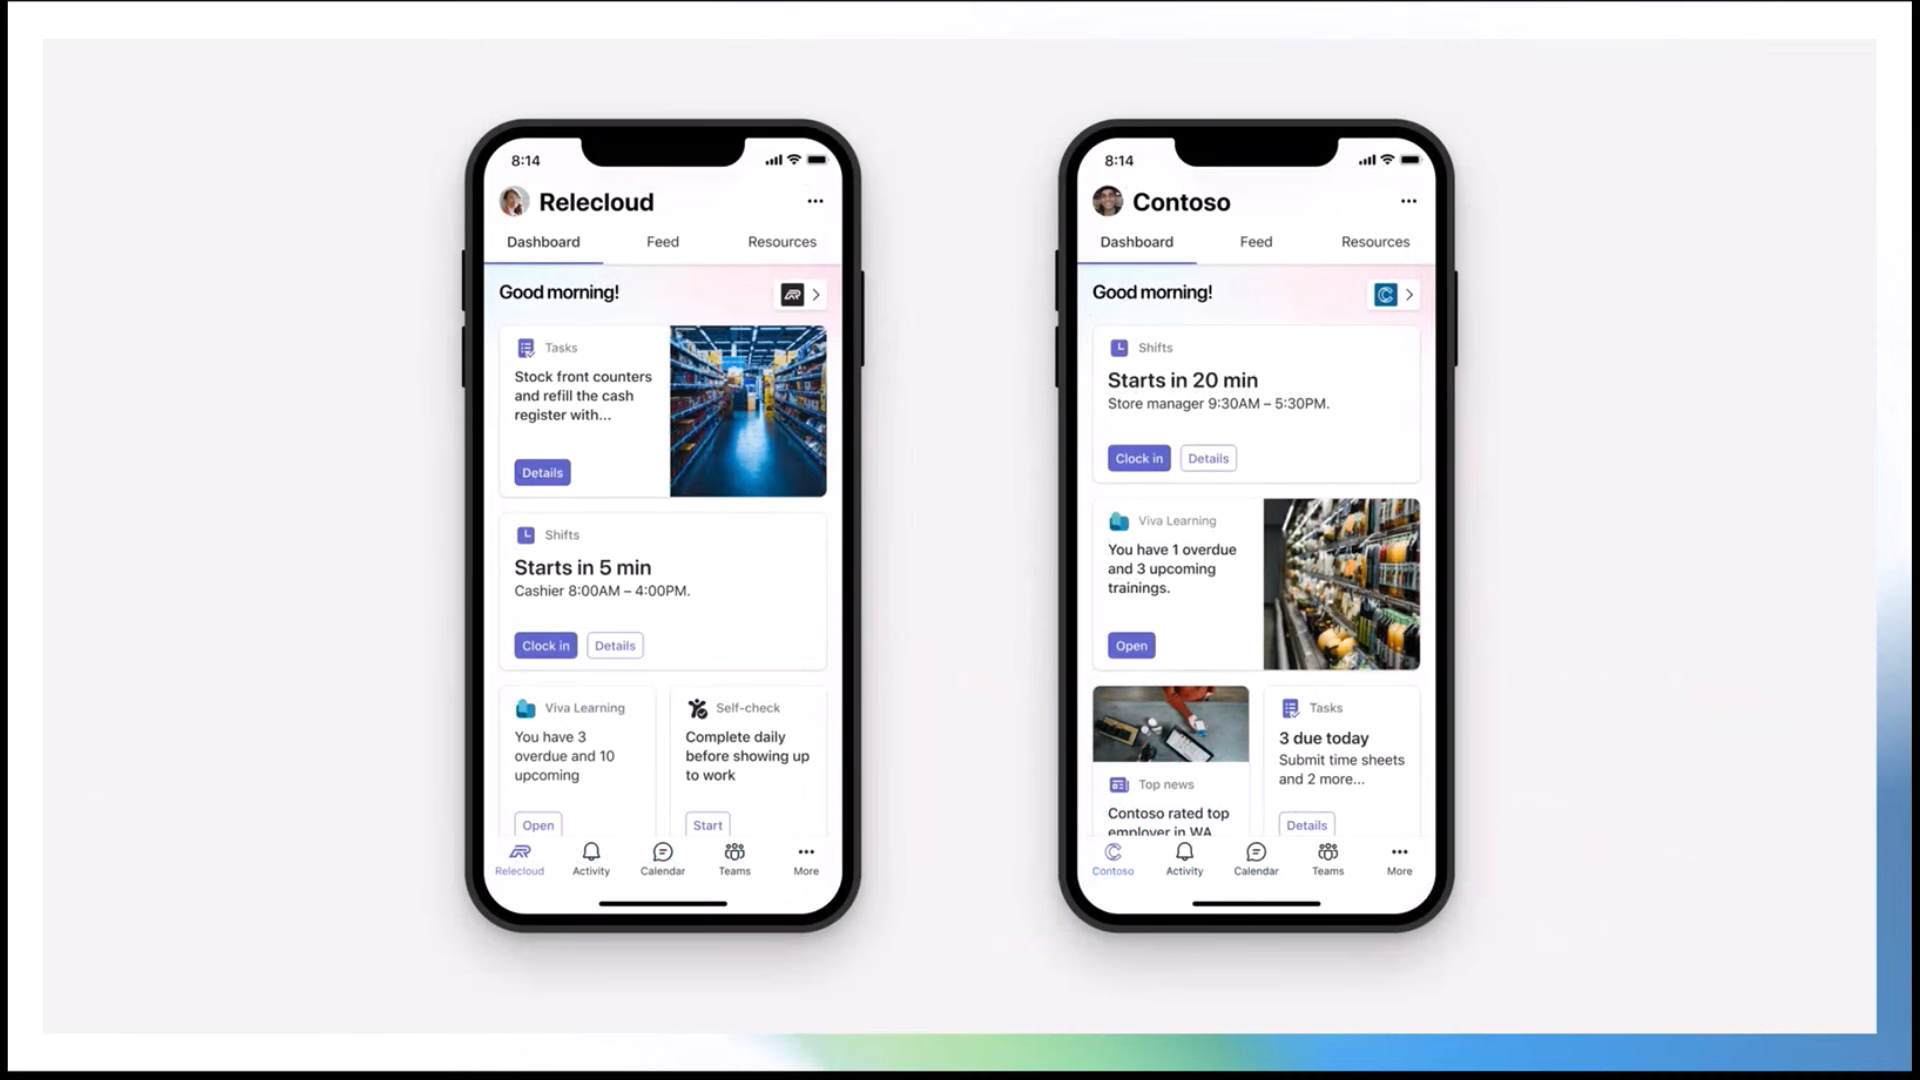 8:14
Relecloud
Dashboard
Feed
Resources
Good morning!
Tasks
Stock front counters
and refill the cash
register with...
Details
Shifts
Starts in 5 min
Cashier 8:00AM – 4:00PM.
Clock in
Details
Viva Learning
You have 3
overdue and 10
upcoming
Open
Self-check
Complete daily
before showing up
to work
Start
Relecloud
Activity
Calendar
Teams
More
8:14
Contoso
Dashboard
Feed
Resources
Good morning!
Shifts
Starts in 20 min
Store manager 9:30AM – 5:30PM.
Clock in
Details
Viva Learning
You have 1 overdue
and 3 upcoming
trainings.
Open
Top news
Contoso rated top
employer in WA
Tasks
3 due today
Submit time sheets
and 2 more...
Details
Contoso
Activity
Calendar
Teams
More